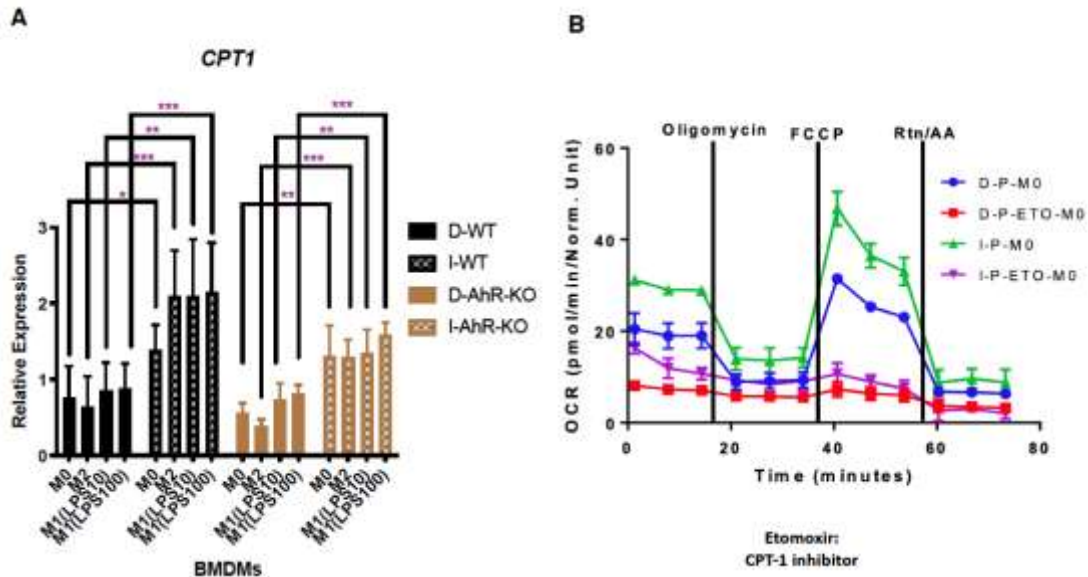 A
CPT1
***
**
***
*
***
**
***
**
Relative Expression
3
2
1
0
M0
M2
M1(LPS10)
M1(LPS100)
M0
M2
M1(LPS10)
M1(LPS100)
M0
M2
M1(LPS10)
M1(LPS100)
M0
M2
M1(LPS10)
M1(LPS100)
BMDMs
D-WT
I-WT
D-AhR-KO
I-AhR-KO
B
Oligomycin
FCCP
Rtn/AA
OCR (pmol/min/Norm. Unit)
60
40
20
0
0
20
40
60
80
Time (minutes)
D-P-M0
D-P-ETO-M0
I-P-M0
I-P-ETO-M0
Etomoxir:
CPT-1 inhibitor